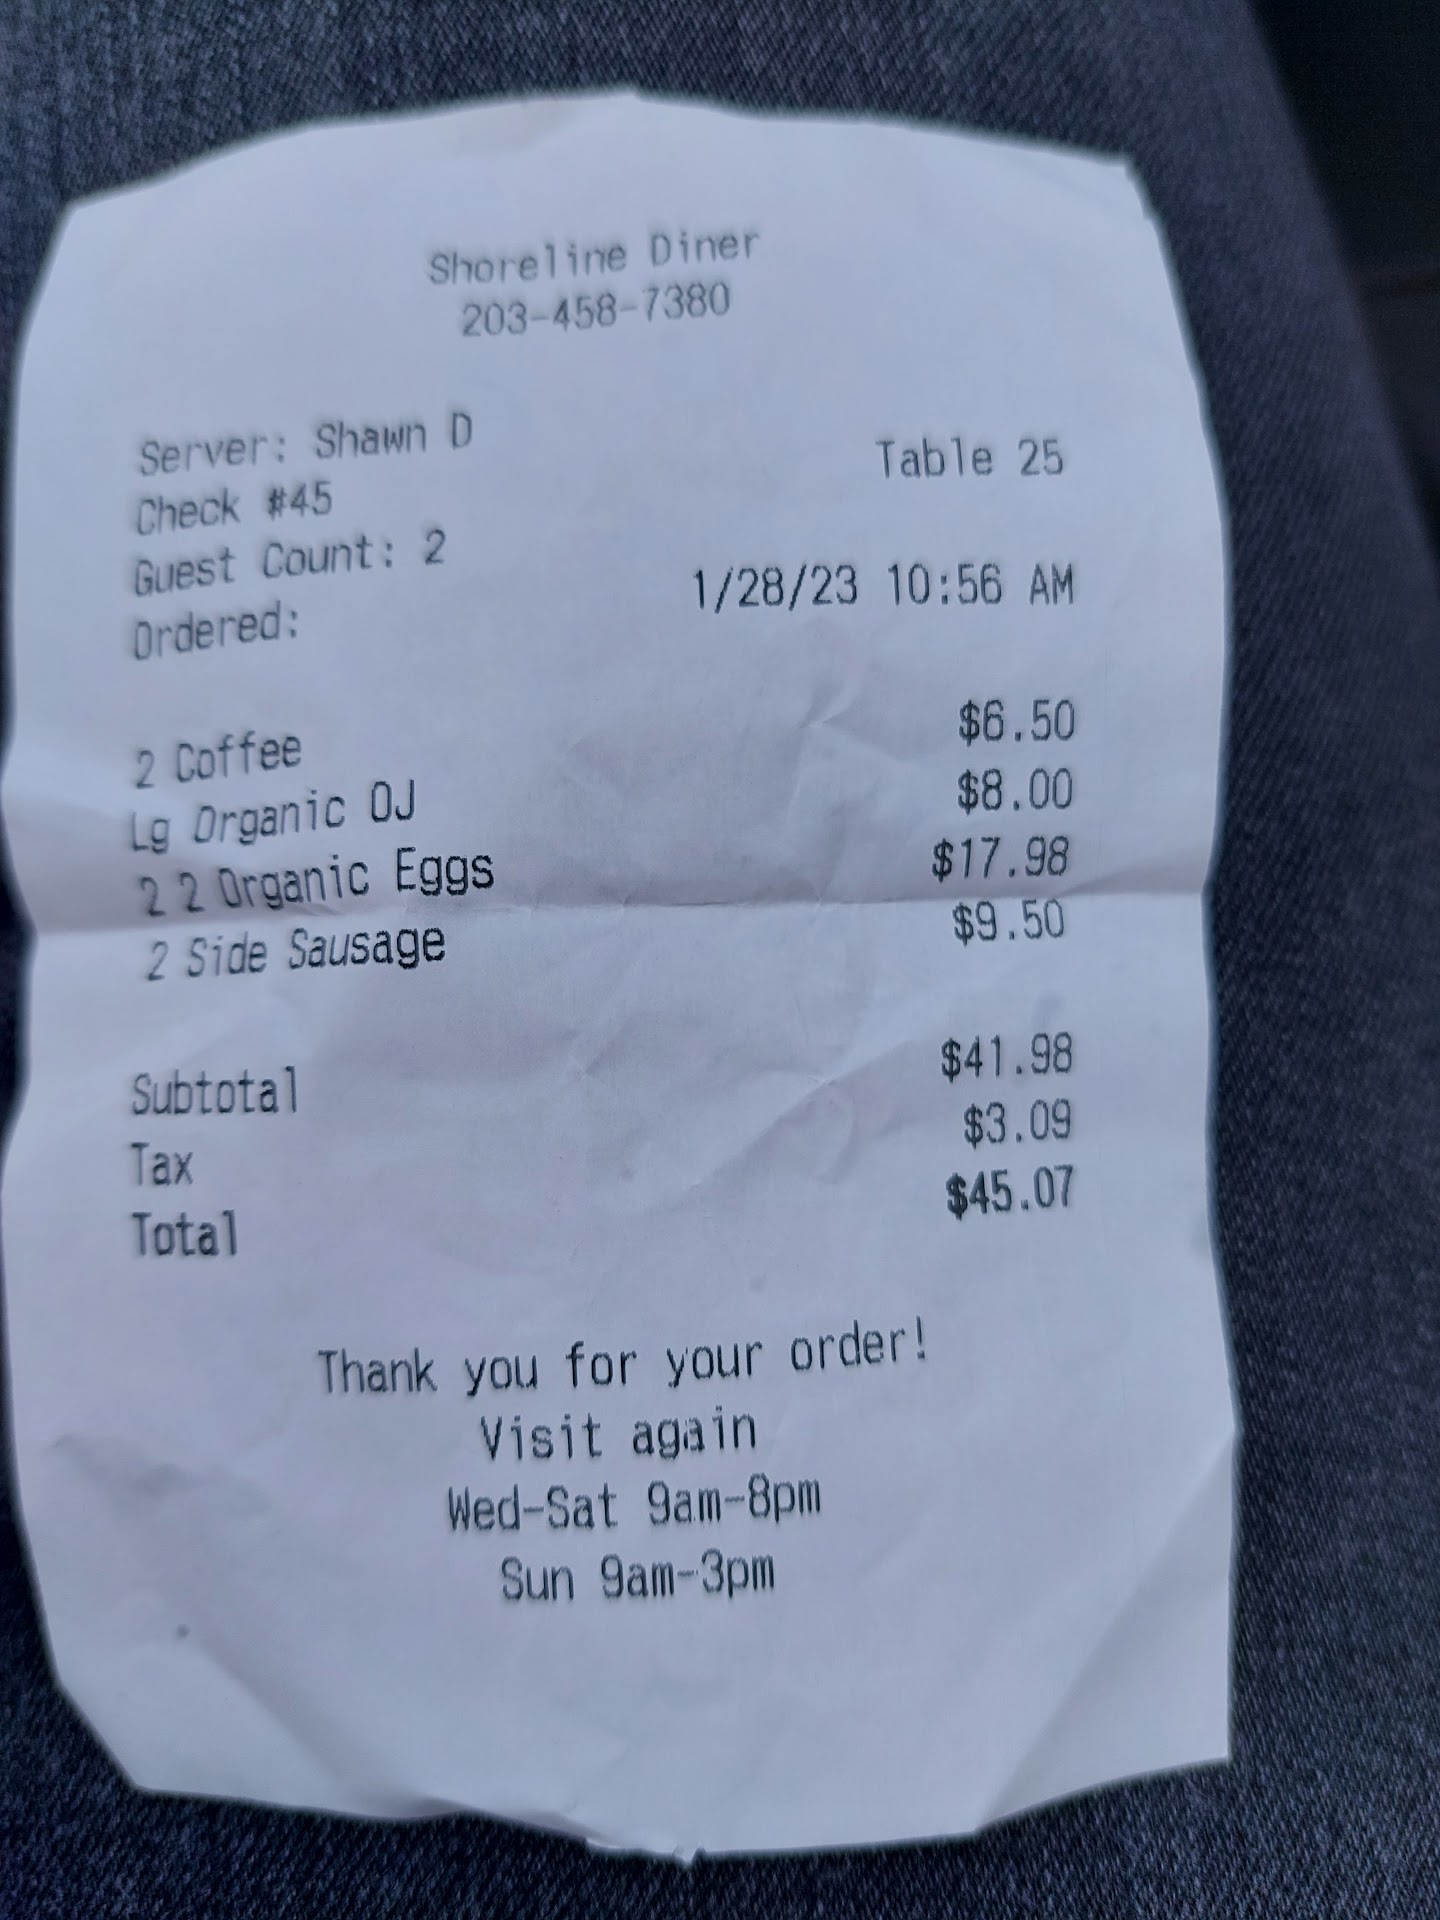 Shoreline Diner
203-458-7380
Server: Shawn D
Table 25
Check #45
Guest Count: 2
Ordered: 1/28/23 10:56 AM
2 Coffee $6.50
Lg Organic OJ $8.00
2 2 Organic Eggs $17.98
2 Side Sausage $9.50
Subtotal $41.98
Tax $3.09
Total $45.07
Thank you for your order!
Visit again
Wed-Sat 9am-8pm
Sun 9am-3pm